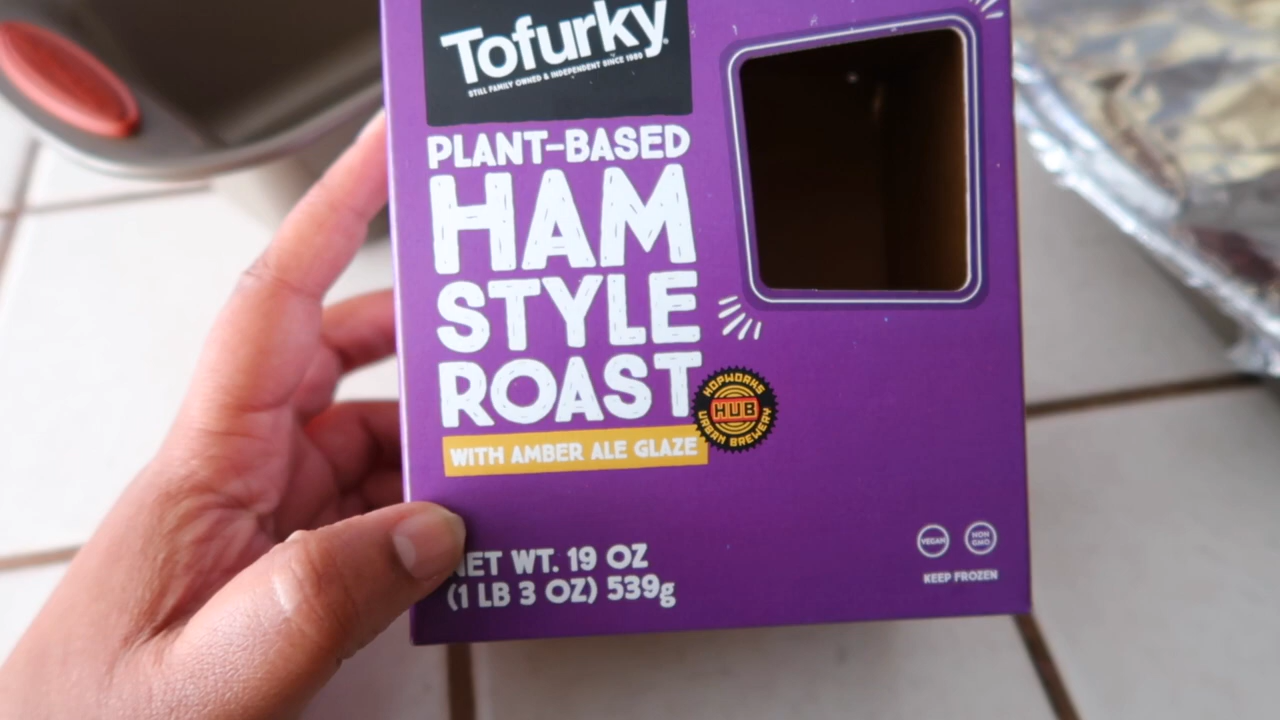 Tofurky
STILL FAMILY OWNED & INDEPENDENT SINCE 1980
PLANT-BASED
HAM
STYLE
ROAST
WITH AMBER ALE GLAZE
HOPWORKS
HUB
URBAN BREWERY
NET WT. 19 OZ
(1 LB 3 OZ) 539g
VEGAN
NON
GMO
KEEP FROZEN